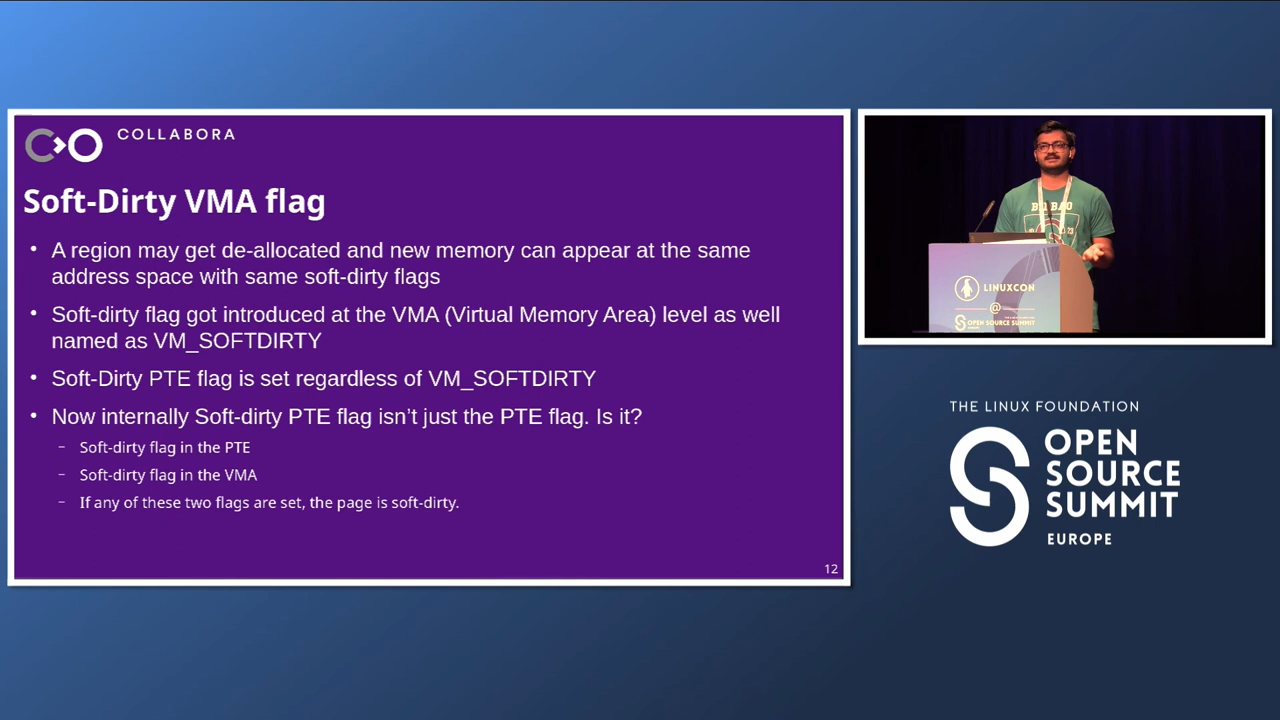 COLLABORA
Soft-Dirty VMA flag
• A region may get de-allocated and new memory can appear at the same
address space with same soft-dirty flags
• Soft-dirty flag got introduced at the VMA (Virtual Memory Area) level as well
named as VM_SOFTDIRTY
• Soft-Dirty PTE flag is set regardless of VM_SOFTDIRTY
• Now internally Soft-dirty PTE flag isn’t just the PTE flag. Is it?
– Soft-dirty flag in the PTE
– Soft-dirty flag in the VMA
– If any of these two flags are set, the page is soft-dirty.
12
LINUXCON
@
OPEN SOURCE SUMMIT
THE LINUX FOUNDATION
OPEN
SOURCE
SUMMIT
EUROPE